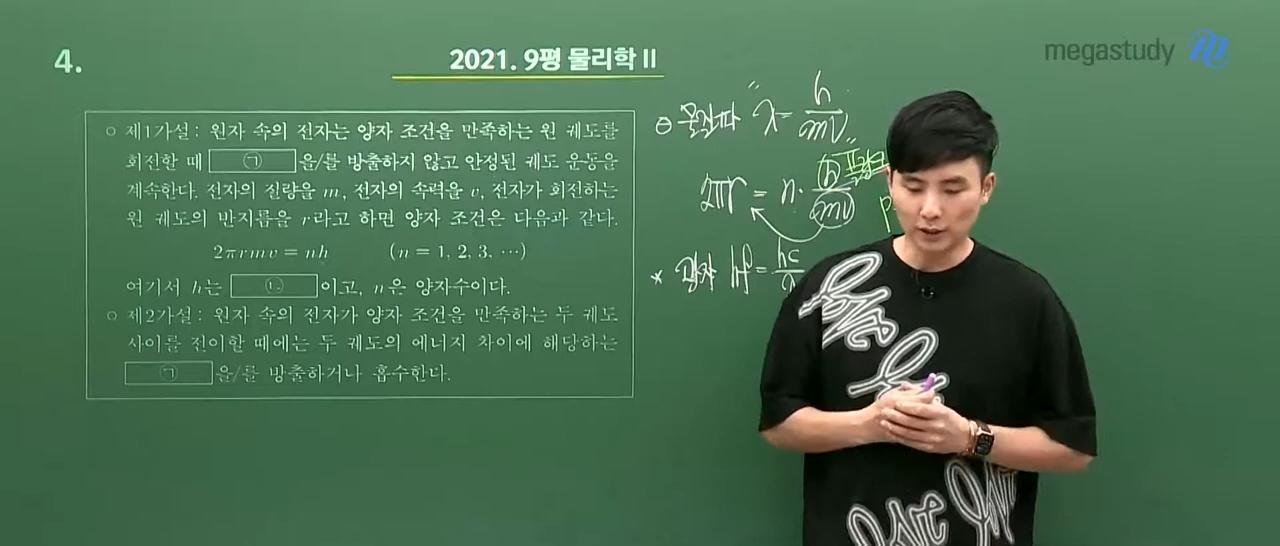 4.
2021. 9평 물리학 II
megastudy
○ 제1가설 : 원자 속의 전자는 양자 조건을 만족하는 원 궤도를
회전할 때 ㉠ 을/를 방출하지 않고 안정된 궤도 운동을
계속한다. 전자의 질량을 m, 전자의 속력을 v, 전자가 회전하는
원 궤도의 반지름을 r라고 하면 양자 조건은 다음과 같다.
2πrmv = nh (n = 1, 2, 3, ⋯)
여기서 h는 ㉡ 이고, n은 양자수이다.
○ 제2가설 : 원자 속의 전자가 양자 조건을 만족하는 두 궤도
사이를 전이할 때에는 두 궤도의 에너지 차이에 해당하는
㉠ 을/를 방출하거나 흡수한다.
물질파 " λ = h/mv "
2πr = n · h/mv
플랑크
P
* 광자 hf = hc/λ